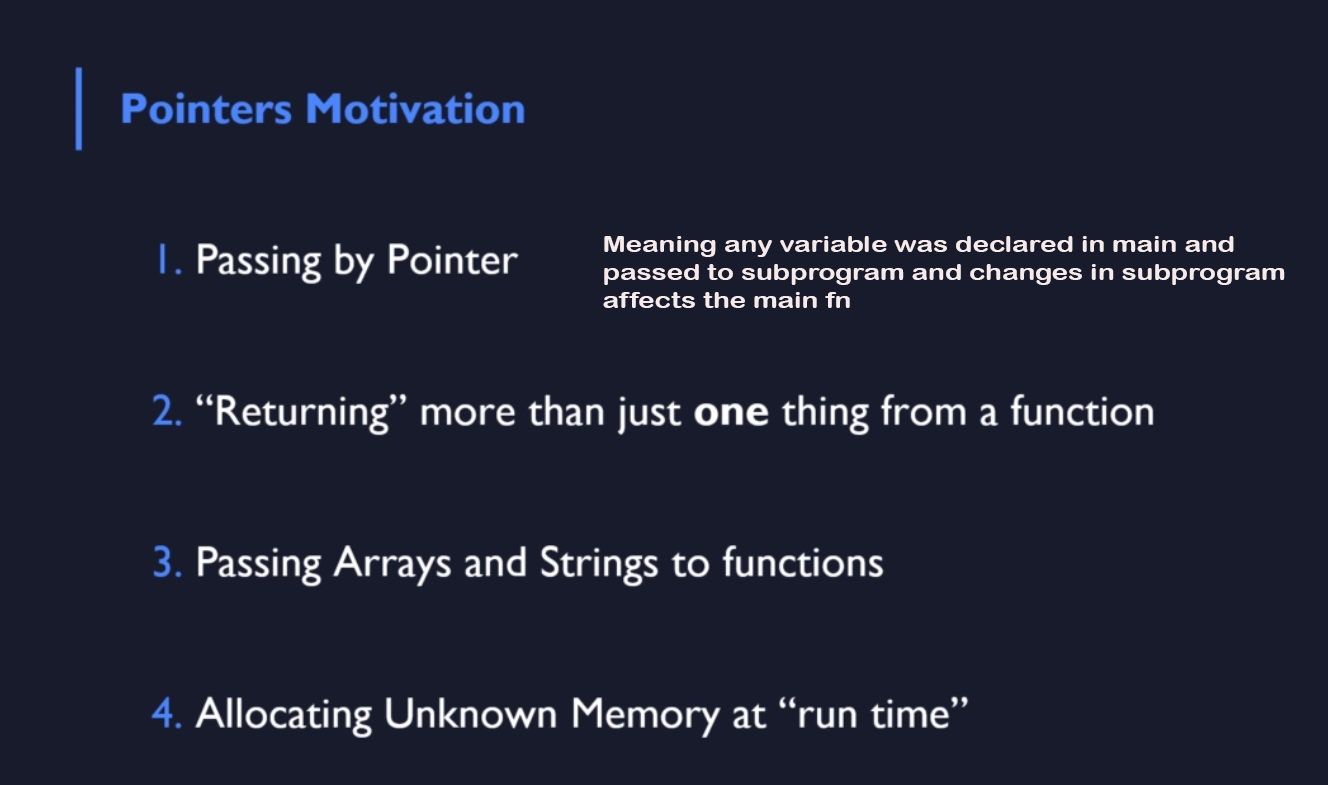 Pointers Motivation
1. Passing by Pointer
Meaning any variable was declared in main and
passed to subprogram and changes in subprogram
affects the main fn
2. “Returning” more than just one thing from a function
3. Passing Arrays and Strings to functions
4. Allocating Unknown Memory at “run time”